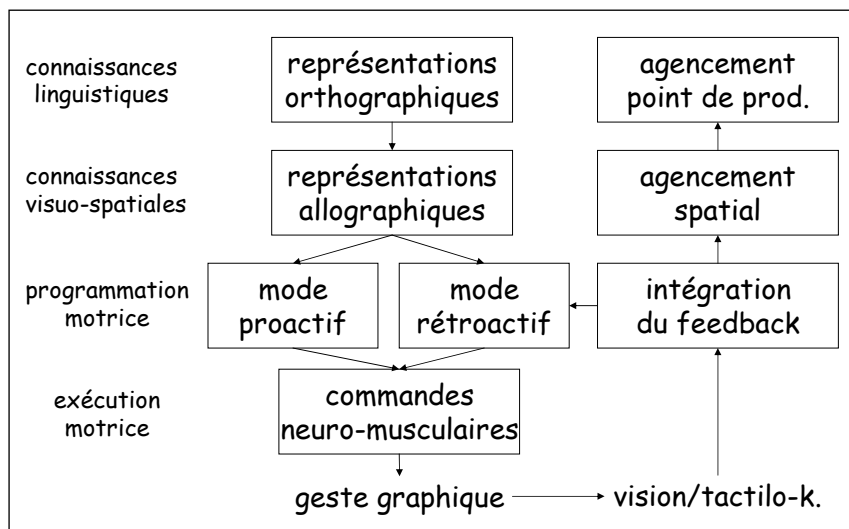 connaissances
linguistiques
représentations
orthographiques
agencement
point de prod.
connaissances
visuo-spatiales
représentations
allographiques
agencement
spatial
programmation
motrice
mode
proactif
mode
rétroactif
intégration
du feedback
exécution
motrice
commandes
neuro-musculaires
geste graphique
vision/tactilo-k.